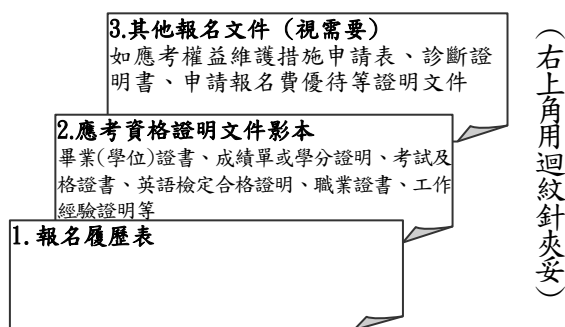 3.其他報名文件（視需要）
如應考權益維護措施申請表、診斷證
明書、申請報名費優待等證明文件
2.應考資格證明文件影本
畢業(學位)證書、成績單或學分證明、考試及
格證書、英語檢定合格證明、職業證書、工作
經驗證明等
1.報名履歷表
（右上角用迴紋針夾妥）